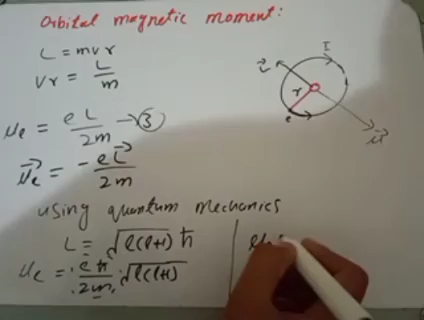 Orbital magnetic moment:
L = mvr
vr = L/m
μₑ = eL/2m → ③
μ⃗ₑ = -eL⃗/2m
using quantum mechanics
L = √l(l+1) ħ
μₑ = eħ/2m √l(l+1)
I
L⃗
r
e
μ⃗